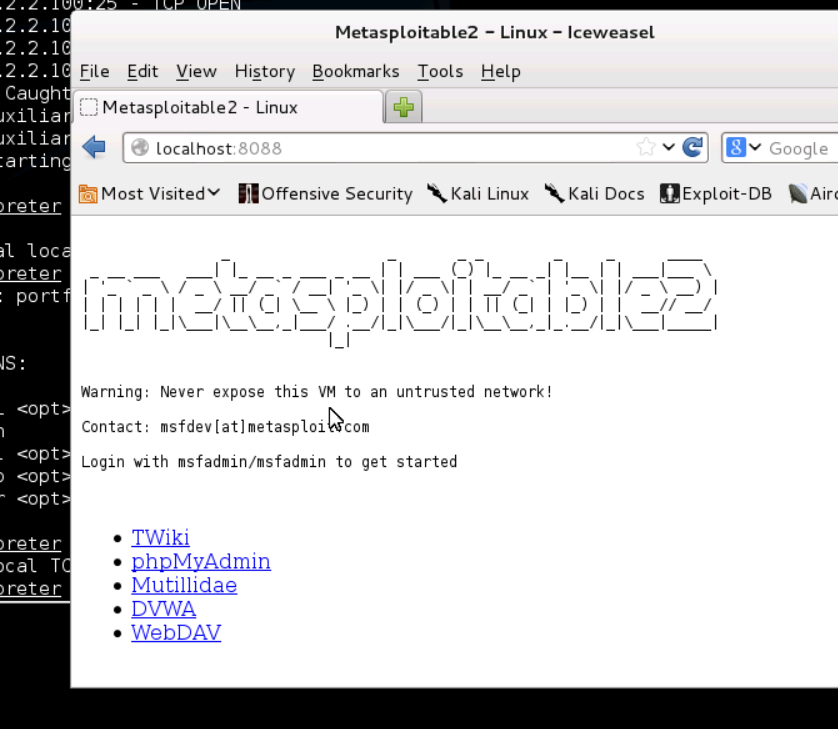 .2.2.100:25 - TCP OPEN
.2.2.10
.2.2.10
.2.2.10
Caught
uxiliar
uxiliar
tarting
preter
al loca
preter
: portf
NS:
<opt>
n
<opt>
<opt>
r <opt>
preter
ocal TC
preter
Metasploitable2 - Linux - Iceweasel
File Edit View History Bookmarks Tools Help
Metasploitable2 - Linux
localhost:8088
8 Google
Most Visited Offensive Security Kali Linux Kali Docs Exploit-DB Airc
metasploitable2
Warning: Never expose this VM to an untrusted network!
Contact: msfdev[at]metasploit.com
Login with msfadmin/msfadmin to get started
TWiki
phpMyAdmin
Mutillidae
DVWA
WebDAV